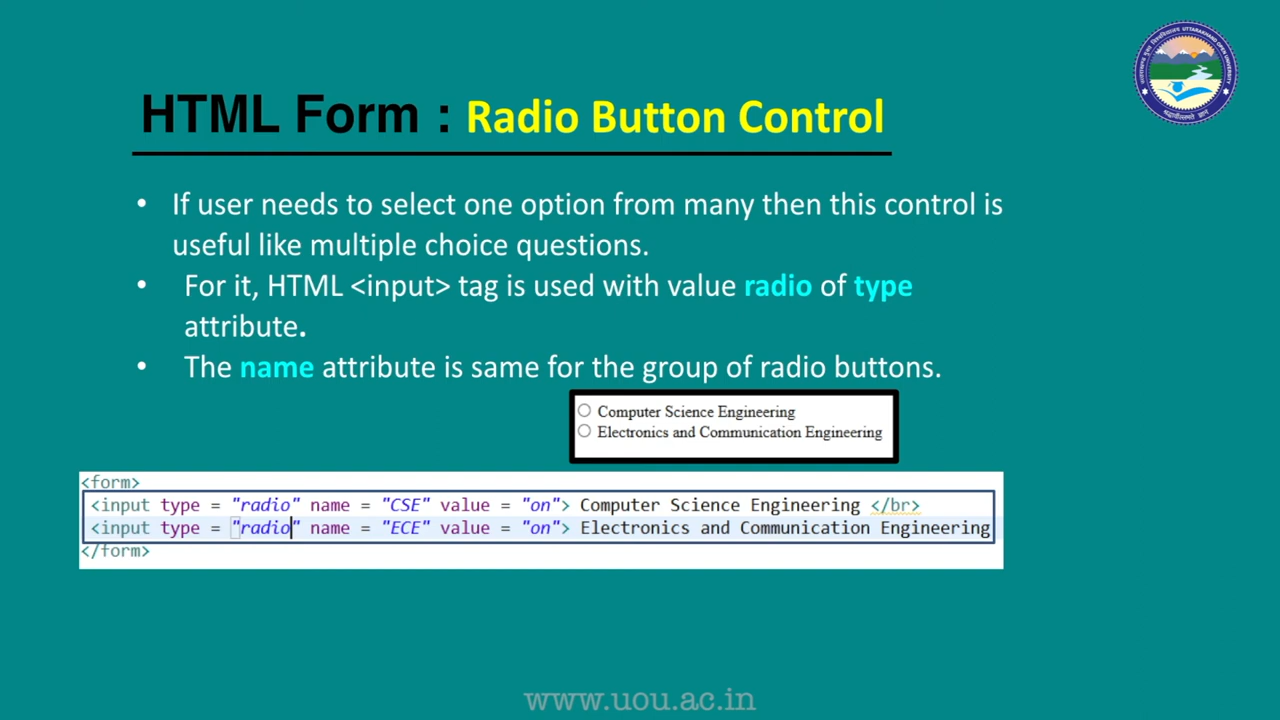 HTML Form : Radio Button Control
• If user needs to select one option from many then this control is
useful like multiple choice questions.
• For it, HTML <input> tag is used with value radio of type
attribute.
• The name attribute is same for the group of radio buttons.
Computer Science Engineering
Electronics and Communication Engineering
<form>
<input type = "radio" name = "CSE" value = "on"> Computer Science Engineering </br>
<input type = "radio" name = "ECE" value = "on"> Electronics and Communication Engineering
</form>
www.uou.ac.in
UTTARAKHAND OPEN UNIVERSITY